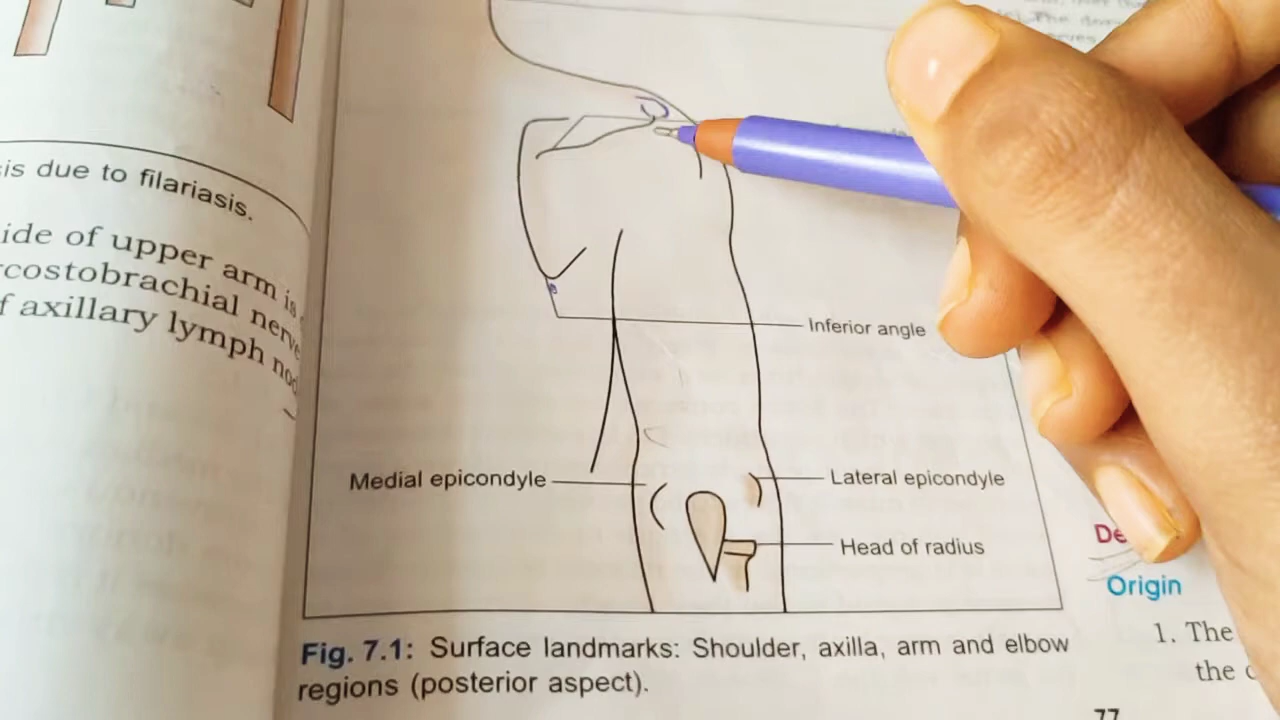 is due to filariasis.
ide of upper arm is
rcostobrachial nerve
f axillary lymph nod
Inferior angle
Medial epicondyle
Lateral epicondyle
Head of radius
Fig. 7.1: Surface landmarks: Shoulder, axilla, arm and elbow
regions (posterior aspect).
De
Origin
1. The
the
77